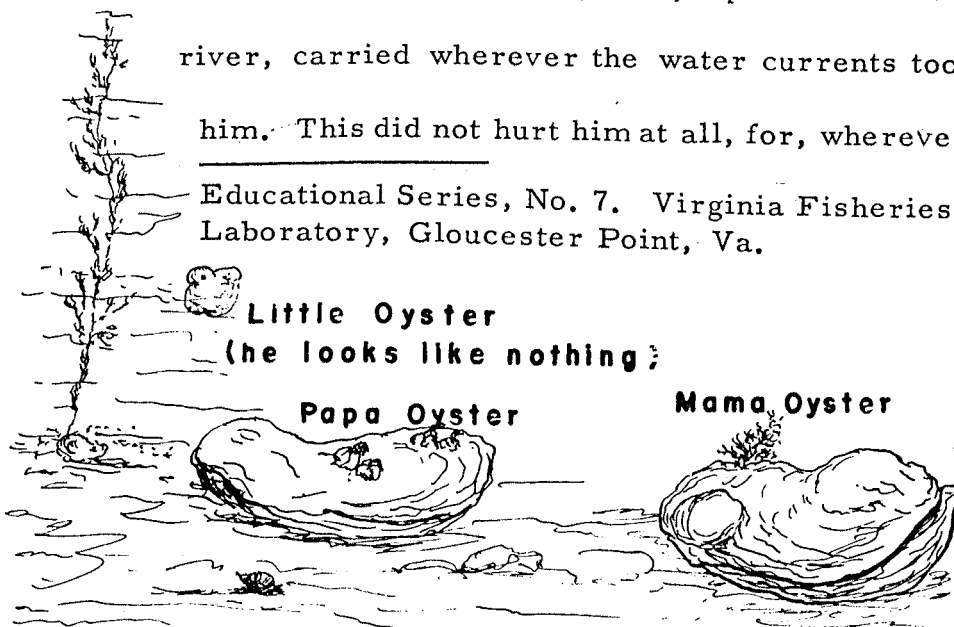 river, carried wherever the water currents too
him. This did not hurt him at all, for, whereve
Educational Series, No. 7. Virginia Fisheries
Laboratory, Gloucester Point, Va.
Little Oyster
(he looks like nothing)
Papa Oyster
Mama Oyster